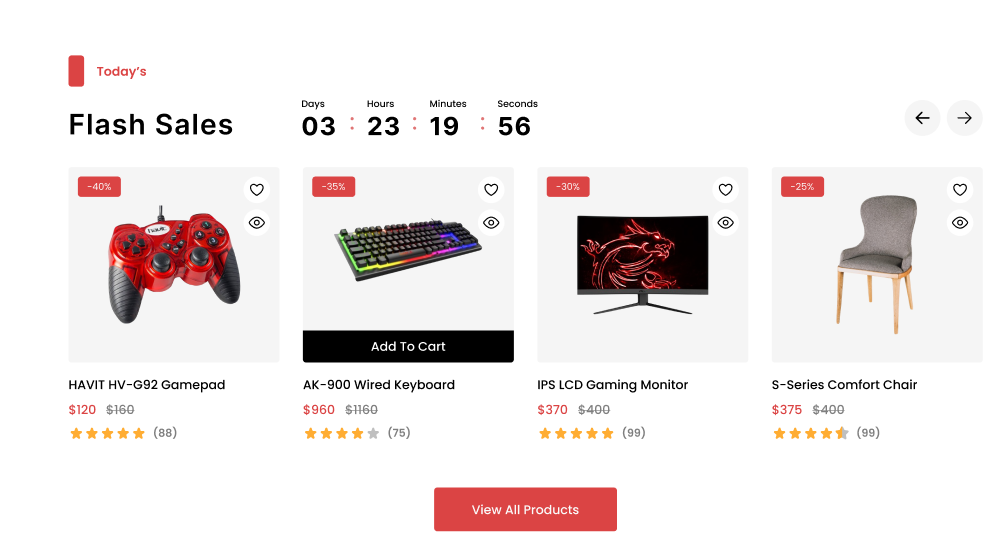 Today's
Flash Sales
Days Hours Minutes Seconds
03 : 23 : 19 : 56
-40%
-35%
-30%
-25%
havit
Add To Cart
HAVIT HV-G92 Gamepad
$120 $160
(88)
AK-900 Wired Keyboard
$960 $1160
(75)
IPS LCD Gaming Monitor
$370 $400
(99)
S-Series Comfort Chair
$375 $400
(99)
View All Products